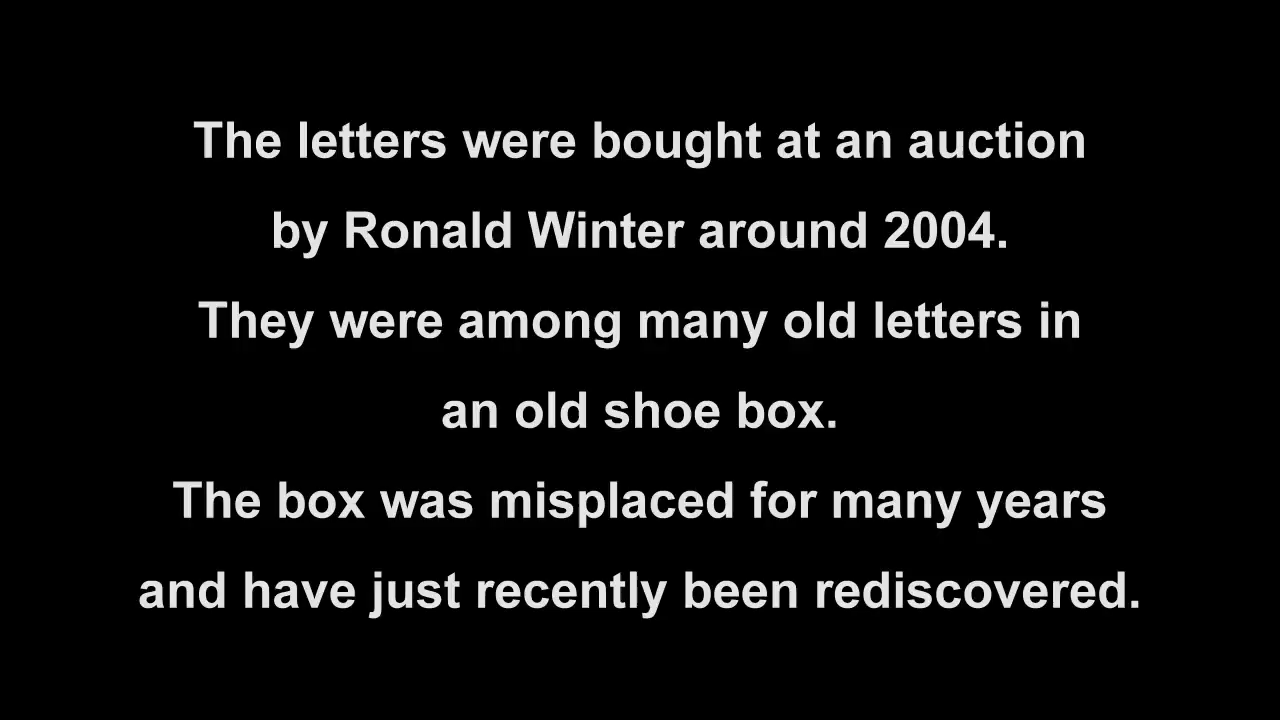 The letters were bought at an auction
by Ronald Winter around 2004.
They were among many old letters in
an old shoe box.
The box was misplaced for many years
and have just recently been rediscovered.